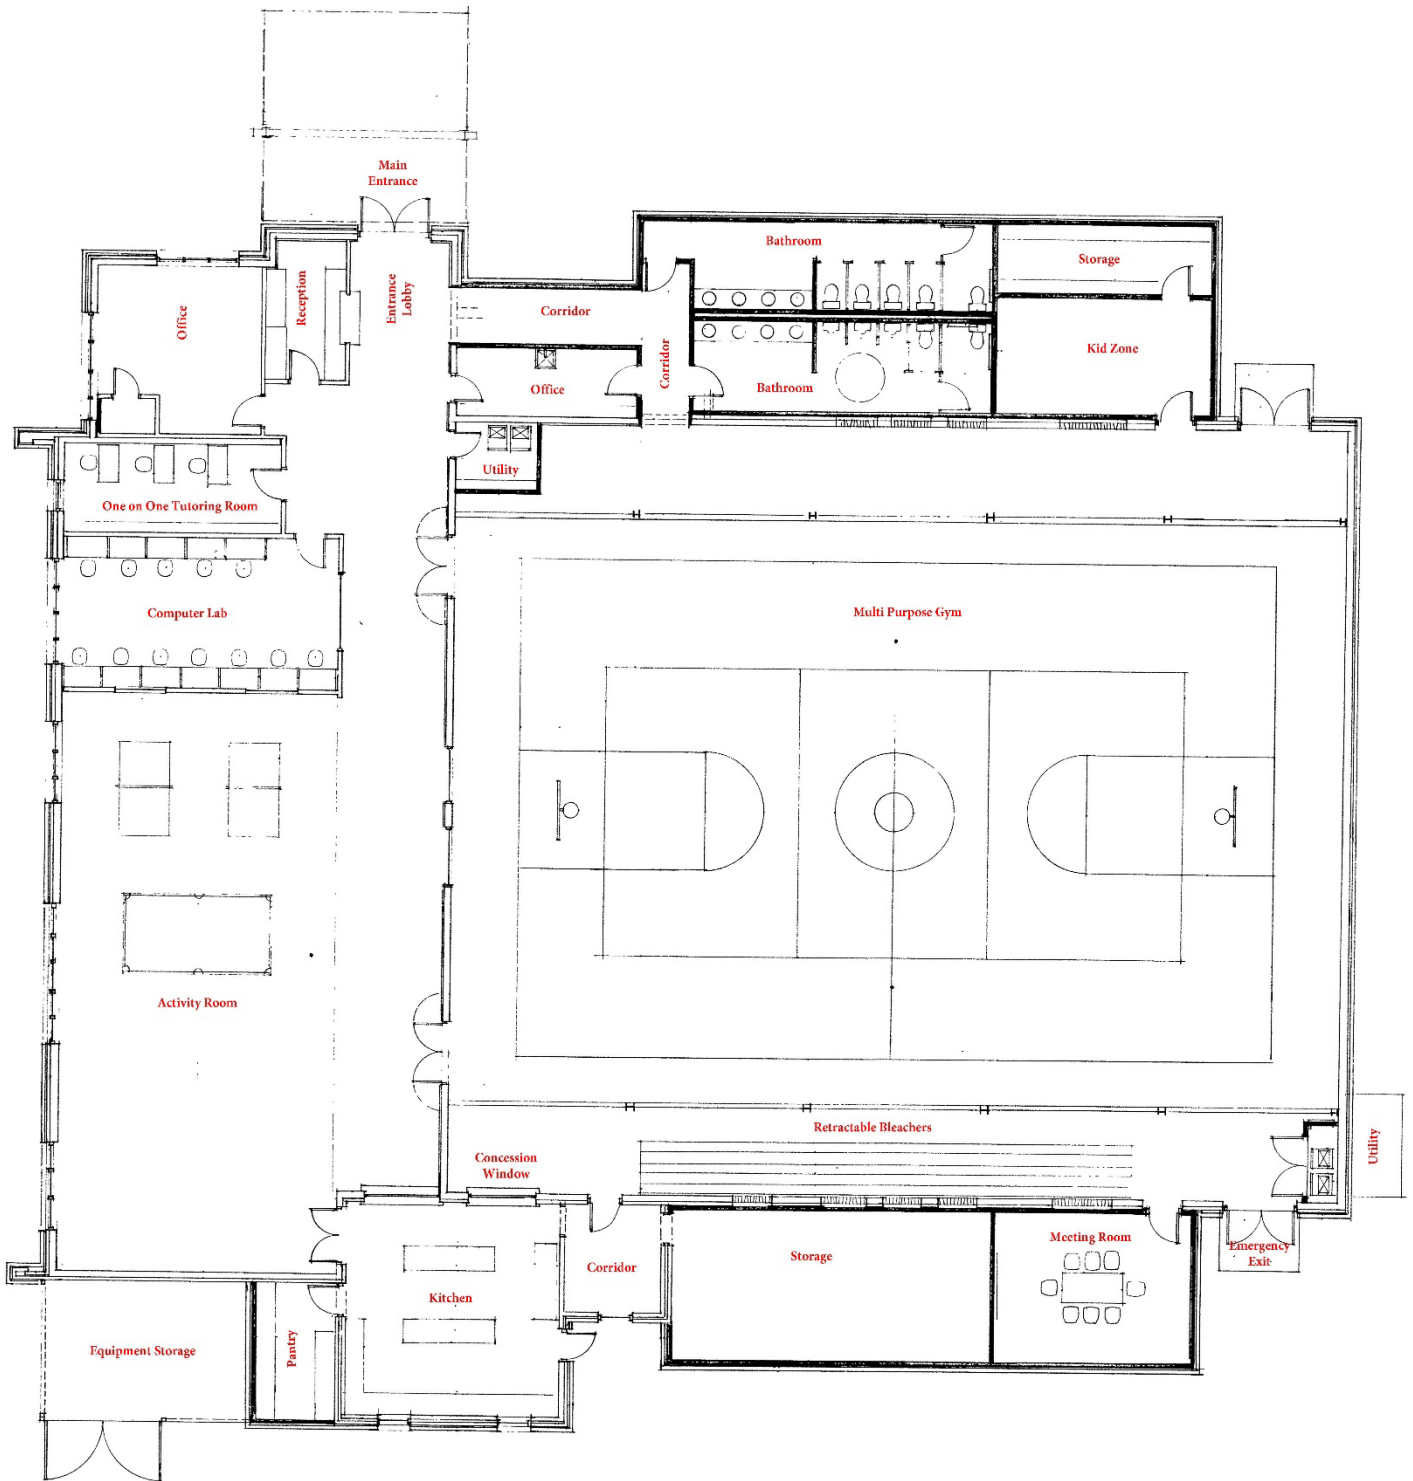 Main
Entrance
Bathroom
Storage
Reception
Entrance
Lobby
Office
Corridor
Corridor
Kid Zone
Office
Bathroom
Utility
One on One Tutoring Room
Computer Lab
Multi Purpose Gym
Activity Room
Retractable Bleachers
Utility
Concession
Window
Meeting Room
Emergency
Exit
Storage
Corridor
Kitchen
Pantry
Equipment Storage